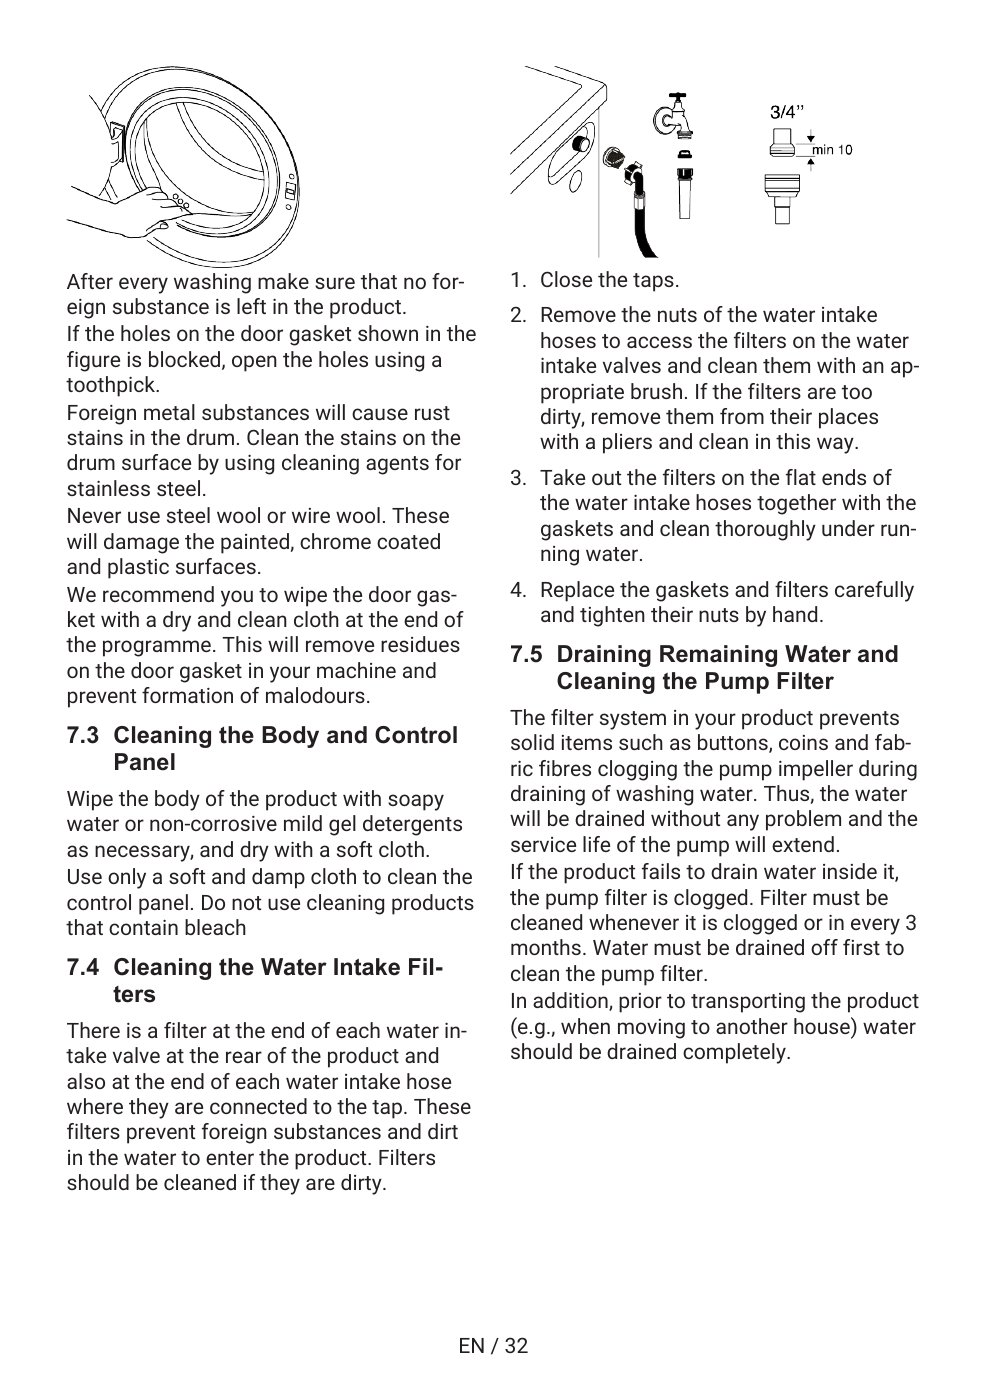 After every washing make sure that no for-
eign substance is left in the product.
If the holes on the door gasket shown in the
figure is blocked, open the holes using a
toothpick.
Foreign metal substances will cause rust
stains in the drum. Clean the stains on the
drum surface by using cleaning agents for
stainless steel.
Never use steel wool or wire wool. These
will damage the painted, chrome coated
and plastic surfaces.
We recommend you to wipe the door gas-
ket with a dry and clean cloth at the end of
the programme. This will remove residues
on the door gasket in your machine and
prevent formation of malodours.
7.3 Cleaning the Body and Control
Panel
Wipe the body of the product with soapy
water or non-corrosive mild gel detergents
as necessary, and dry with a soft cloth.
Use only a soft and damp cloth to clean the
control panel. Do not use cleaning products
that contain bleach
7.4 Cleaning the Water Intake Fil-
ters
There is a filter at the end of each water in-
take valve at the rear of the product and
also at the end of each water intake hose
where they are connected to the tap. These
filters prevent foreign substances and dirt
in the water to enter the product. Filters
should be cleaned if they are dirty.
3/4’’
min 10
1. Close the taps.
2. Remove the nuts of the water intake
hoses to access the filters on the water
intake valves and clean them with an ap-
propriate brush. If the filters are too
dirty, remove them from their places
with a pliers and clean in this way.
3. Take out the filters on the flat ends of
the water intake hoses together with the
gaskets and clean thoroughly under run-
ning water.
4. Replace the gaskets and filters carefully
and tighten their nuts by hand.
7.5 Draining Remaining Water and
Cleaning the Pump Filter
The filter system in your product prevents
solid items such as buttons, coins and fab-
ric fibres clogging the pump impeller during
draining of washing water. Thus, the water
will be drained without any problem and the
service life of the pump will extend.
If the product fails to drain water inside it,
the pump filter is clogged. Filter must be
cleaned whenever it is clogged or in every 3
months. Water must be drained off first to
clean the pump filter.
In addition, prior to transporting the product
(e.g., when moving to another house) water
should be drained completely.
EN / 32